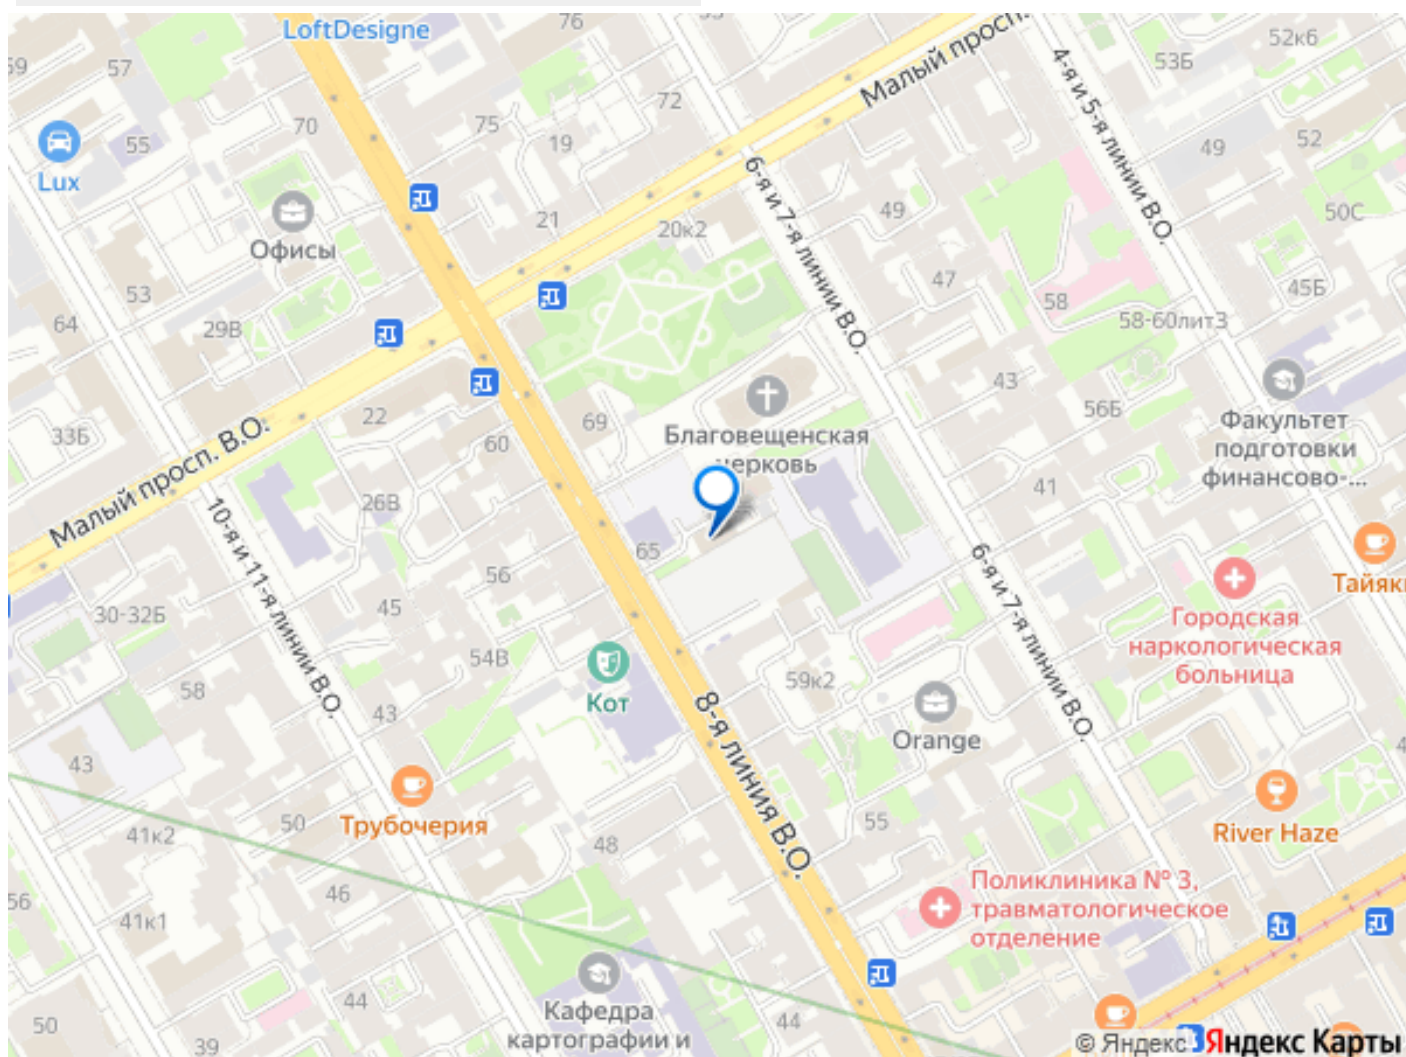 LoftDesigne
76
53
52к6
59
57
4-я и 5-я линии В.О.
53Б
Малый просп.
72
70
75
19
55
52
49
Lux
6-я и 7-я линии В.О.
49
50С
21
20к2
Офисы
47
53
45Б
58
64
29В
58-60лит3
43
22
56Б
69
33Б
60
Благовещенская
церковь
Факультет
подготовки
финансово-...
Малый просп. В.О.
41
26В
10-я и 11-я линии В.О.
65
6-я и 7-я линии В.О.
56
Тайяки
45
30-32Б
Городская
наркологическая
больница
54В
59к2
58
Кот
43
8-я линия В.О.
Orange
43
4
50
Трубочерия
41к2
55
River Haze
48
Поликлиника № 3,
травматологическое
отделение
46
56
41к1
44
Кафедра
картографии и
50
44
39
© Яндекс Яндекс Карты